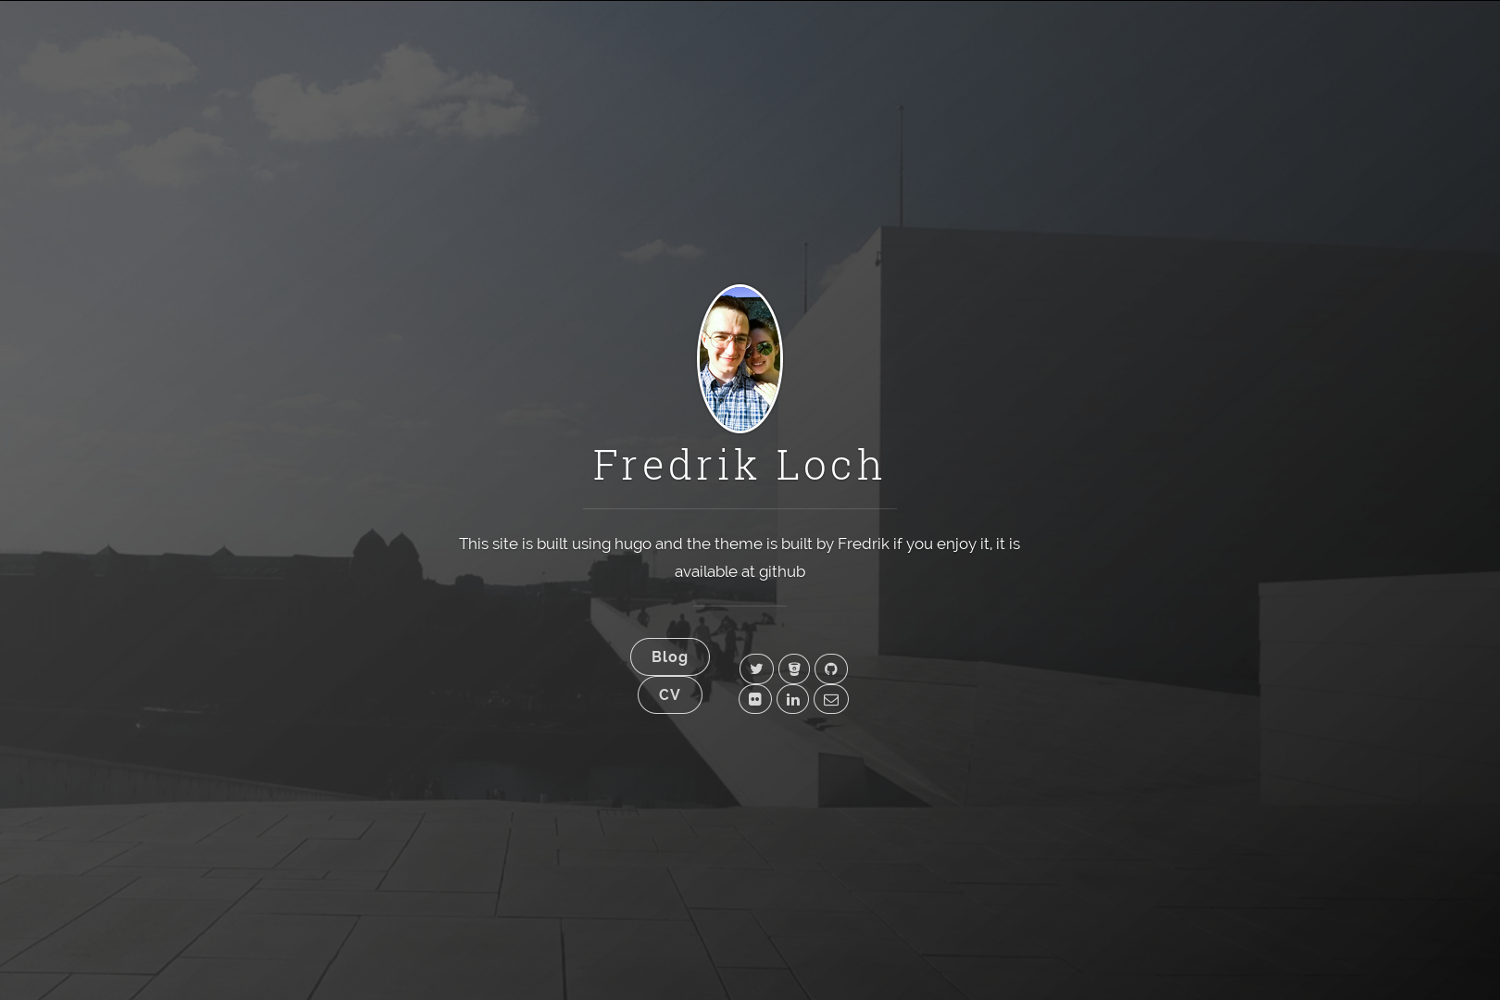 Fredrik Loch
This site is built using hugo and the theme is built by Fredrik if you enjoy it, it is
available at github
Blog
CV